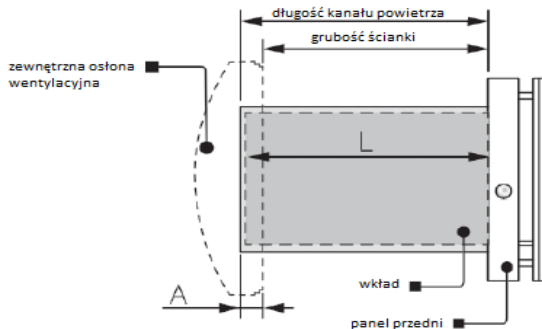 długość kanału powietrza
grubość ścianki
zewnętrzna osłona
wentylacyjna
L
wkład
A
panel przedni